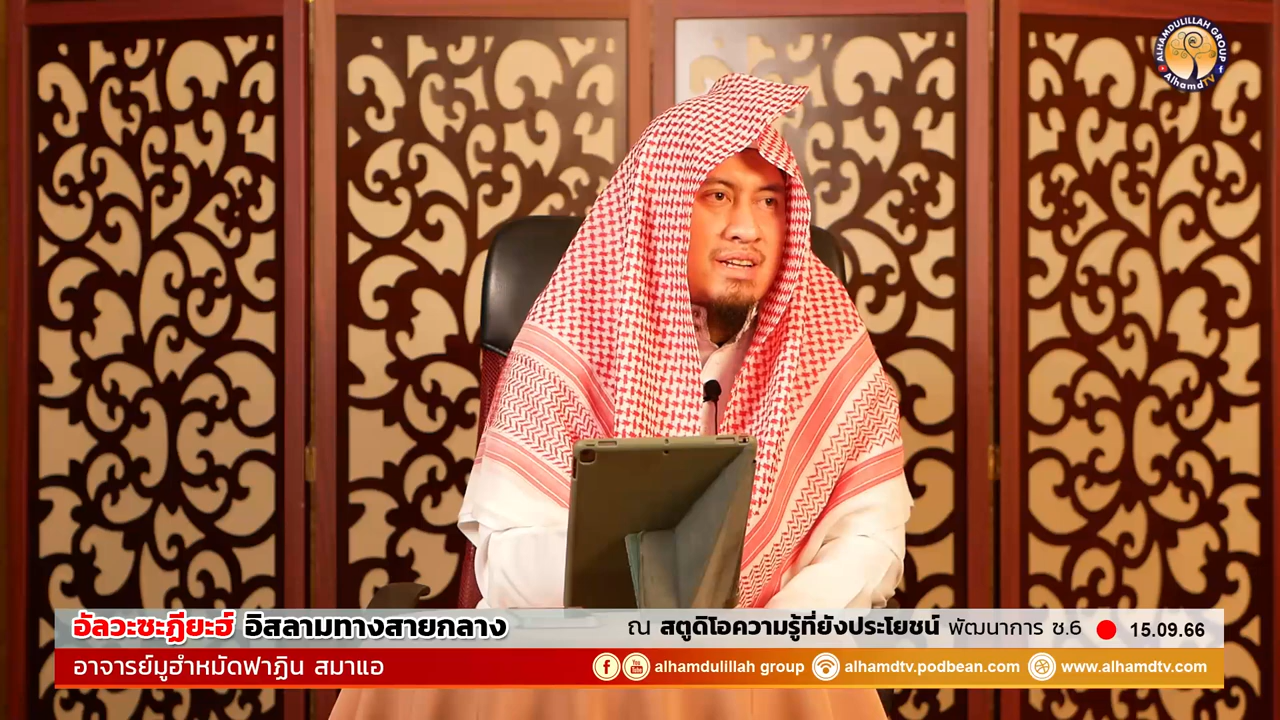 ALHAMDULILLAH GROUP
AlhamdTV
อัลวะซะฏียะฮ์ อิสลามทางสายกลาง
ณ สตูดิโอความรู้ที่ยังประโยชน์ พัฒนาการ ซ.6 15.09.66
อาจารย์มูฮำหมัดฟาฏิน สมาแอ
You Tube alhamdulillah group alhamdtv.podbean.com www.alhamdtv.com